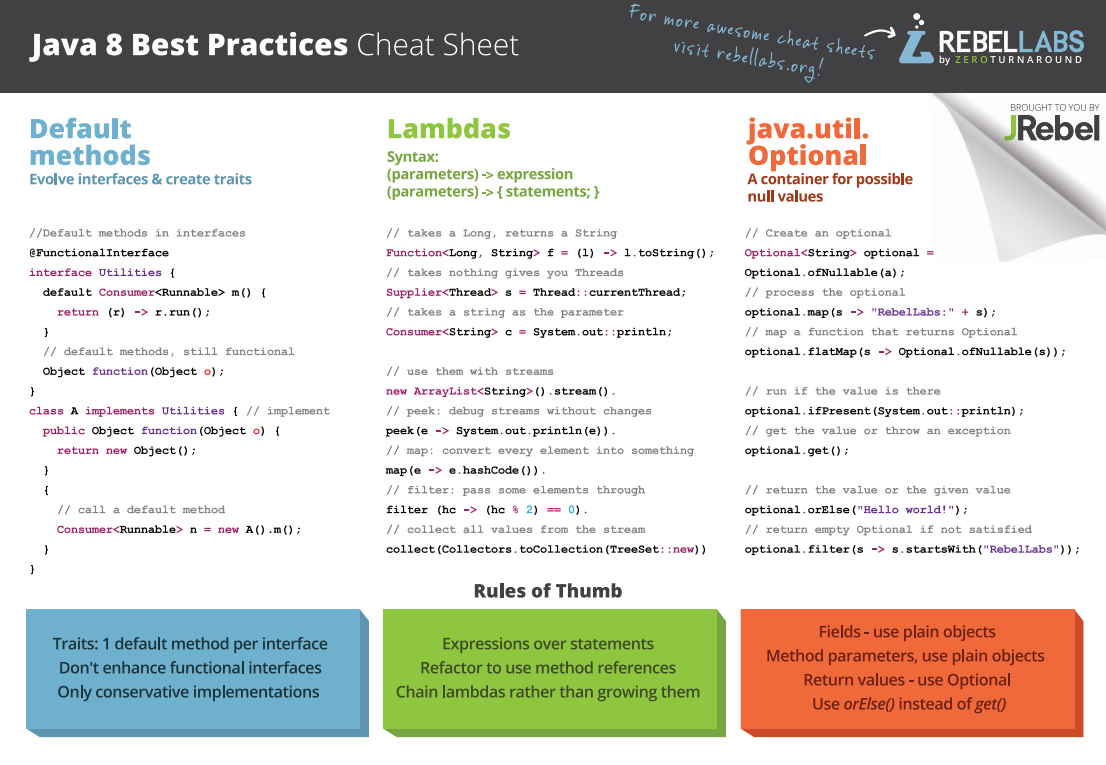 Java 8 Best Practices Cheat Sheet
For more awesome cheat sheets
visit rebellabs.org!
REBELLABS
by ZEROTURNAROUND
BROUGHT TO YOU BY
JRebel
Default
methods
Evolve interfaces & create traits
//Default methods in interfaces
@FunctionalInterface
interface Utilities {
default Consumer<Runnable> m() {
return (r) -> r.run();
}
// default methods, still functional
Object function(Object o);
}
class A implements Utilities { // implement
public Object function(Object o) {
return new Object();
}
{
// call a default method
Consumer<Runnable> n = new A().m();
}
}
Lambdas
Syntax:
(parameters) -> expression
(parameters) -> { statements; }
// takes a Long, returns a String
Function<Long, String> f = (l) -> l.toString();
// takes nothing gives you Threads
Supplier<Thread> s = Thread::currentThread;
// takes a string as the parameter
Consumer<String> c = System.out::println;
// use them with streams
new ArrayList<String>().stream().
// peek: debug streams without changes
peek(e -> System.out.println(e)).
// map: convert every element into something
map(e -> e.hashCode()).
// filter: pass some elements through
filter (hc -> (hc % 2) == 0).
// collect all values from the stream
collect(Collectors.toCollection(TreeSet::new))
java.util.
Optional
A container for possible
null values
// Create an optional
Optional<String> optional =
Optional.ofNullable(a);
// process the optional
optional.map(s -> "RebelLabs:" + s);
// map a function that returns Optional
optional.flatMap(s -> Optional.ofNullable(s));
// run if the value is there
optional.ifPresent(System.out::println);
// get the value or throw an exception
optional.get();
// return the value or the given value
optional.orElse("Hello world!");
// return empty Optional if not satisfied
optional.filter(s -> s.startsWith("RebelLabs"));
Rules of Thumb
Traits: 1 default method per interface
Don't enhance functional interfaces
Only conservative implementations
Expressions over statements
Refactor to use method references
Chain lambdas rather than growing them
Fields - use plain objects
Method parameters, use plain objects
Return values - use Optional
Use orElse() instead of get()